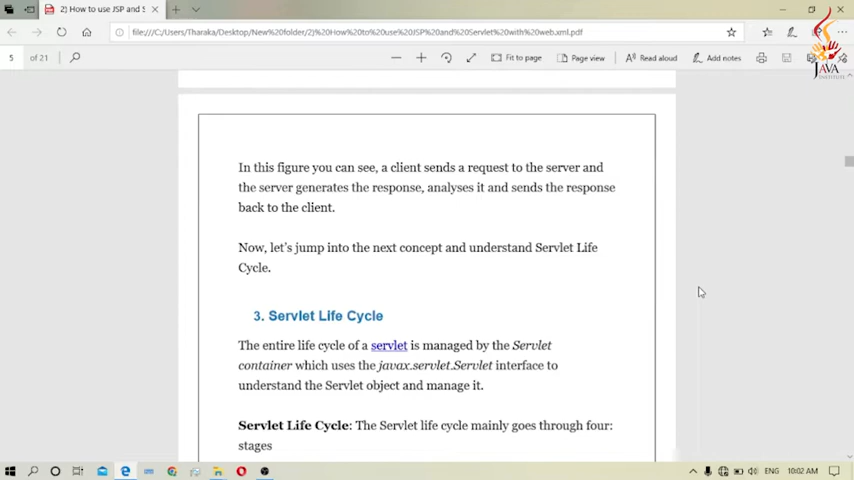 2) How to use JSP and S
file:///C:/Users/Tharaka/Desktop/New%20folder/2)%20How%20to%20use%20JSP%20and%20Servlet%20with%20web.xml.pdf
5 of 21
Fit to page
Page view
Read aloud
Add notes
JAVA
INSTITUTE
In this figure you can see, a client sends a request to the server and
the server generates the response, analyses it and sends the response
back to the client.
Now, let's jump into the next concept and understand Servlet Life
Cycle.
3. Servlet Life Cycle
The entire life cycle of a servlet is managed by the Servlet
container which uses the javax.servlet.Servlet interface to
understand the Servlet object and manage it.
Servlet Life Cycle: The Servlet life cycle mainly goes through four:
stages
ENG
10:02 AM